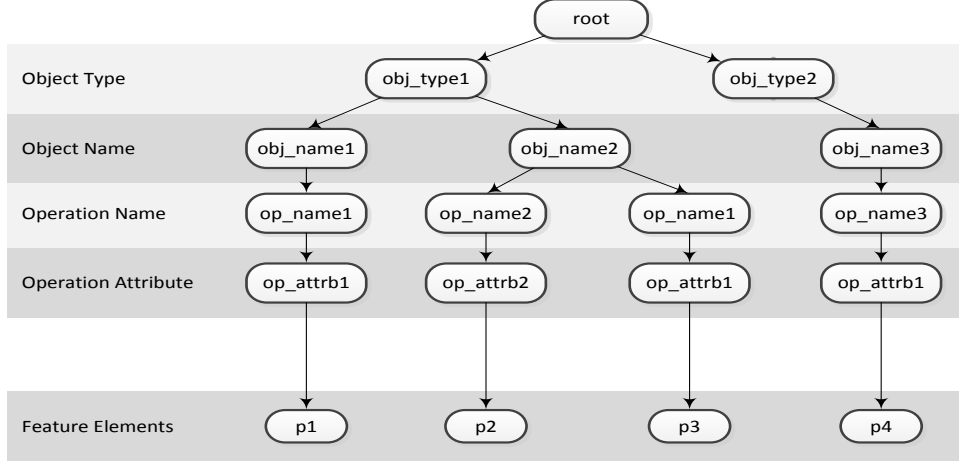 root
Object Type
obj_type1
obj_type2
Object Name
obj_name1
obj_name2
obj_name3
Operation Name
op_name1
op_name2
op_name1
op_name3
Operation Attribute
op_attrb1
op_attrb2
op_attrb1
op_attrb1
Feature Elements
p1
p2
p3
p4